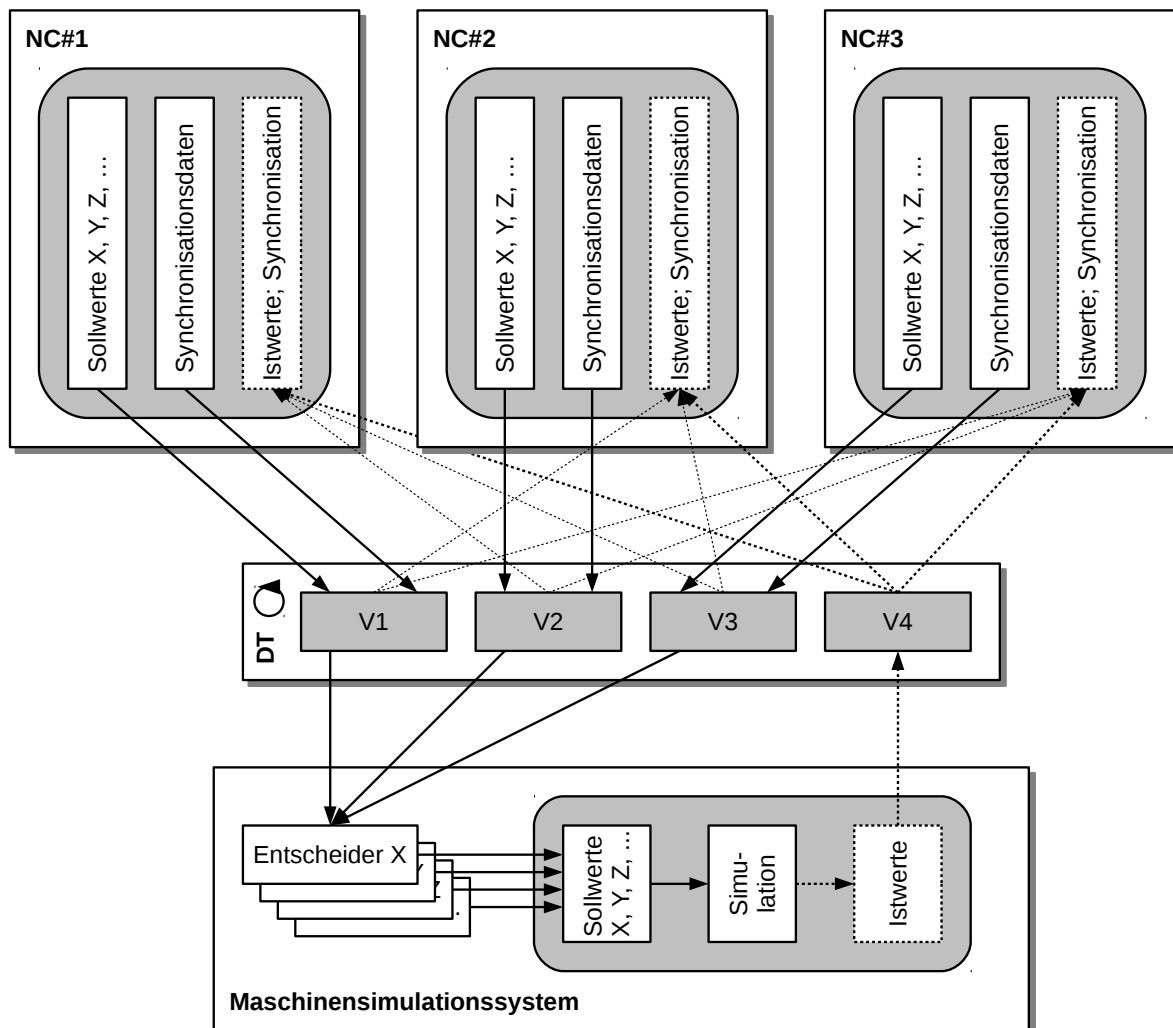 NC#1
NC#2
NC#3
Sollwerte X, Y, Z, …
Synchronisationsdaten
Istwerte; Synchronisation
Sollwerte X, Y, Z, …
Synchronisationsdaten
Istwerte; Synchronisation
Sollwerte X, Y, Z, …
Synchronisationsdaten
Istwerte; Synchronisation
DT
V1
V2
V3
V4
Entscheider X
Z
Sollwerte
X, Y, Z, …
Simu-
lation
Istwerte
Maschinensimulationssystem